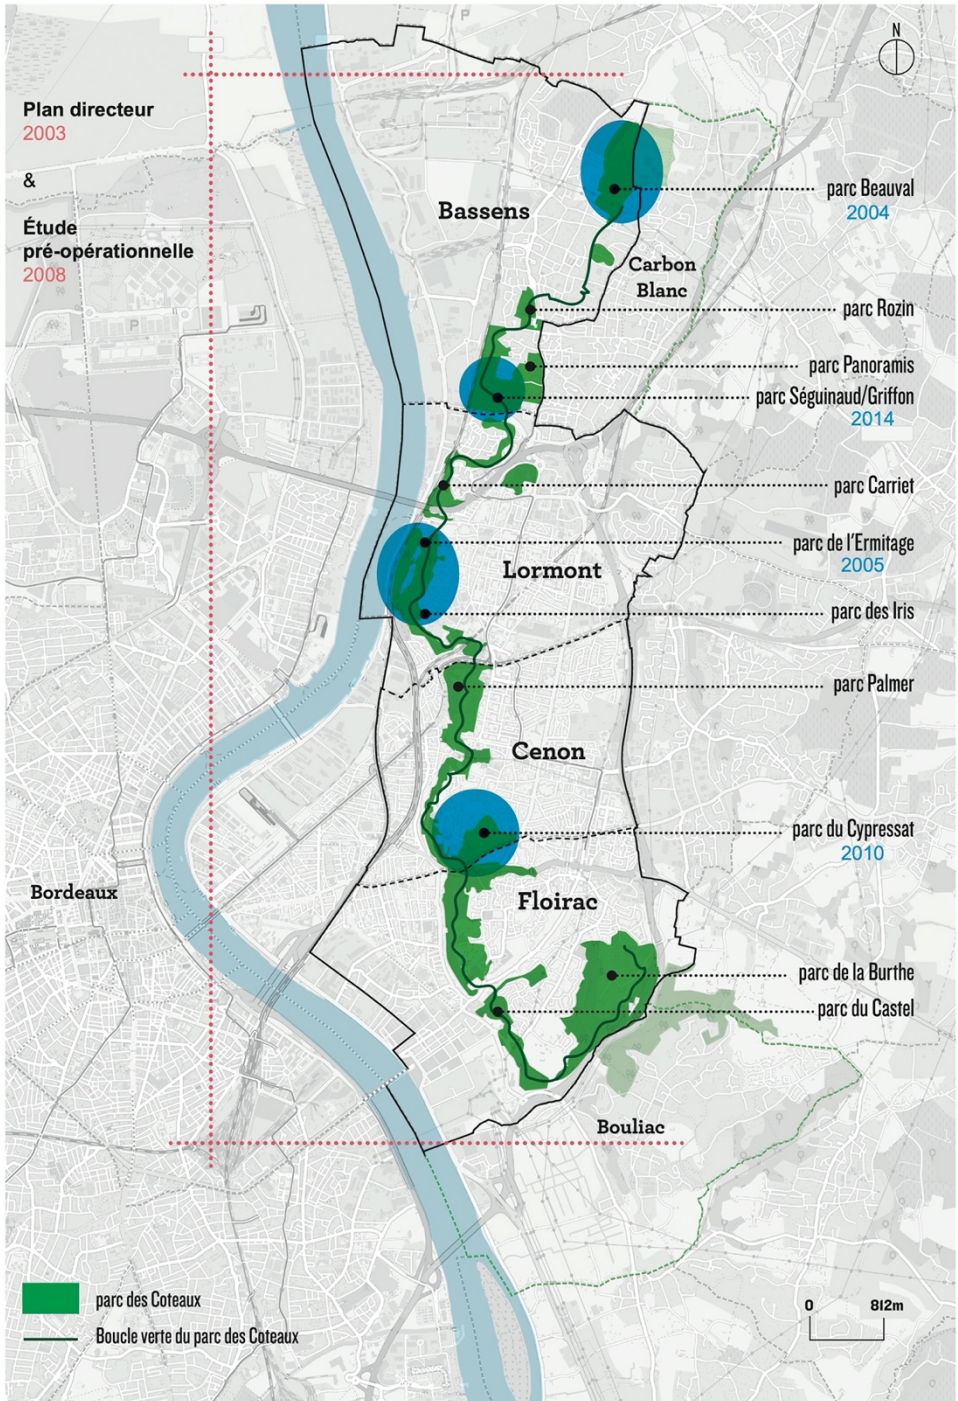 P
N
Plan directeur
2003
&
Étude
pré-opérationnelle
2008
P
parc Beauval
2004
Bassens
Carbon
Blanc
parc Rozin
parc Panoramis
parc Séguinaud/Griffon
2014
parc Carriet
parc de l'Ermitage
2005
Lormont
parc des Iris
parc Palmer
Cenon
parc du Cypressat
2010
Bordeaux
Floirac
parc de la Burthe
parc du Castel
Bouliac
parc des Coteaux
Boucle verte du parc des Coteaux
0 812m